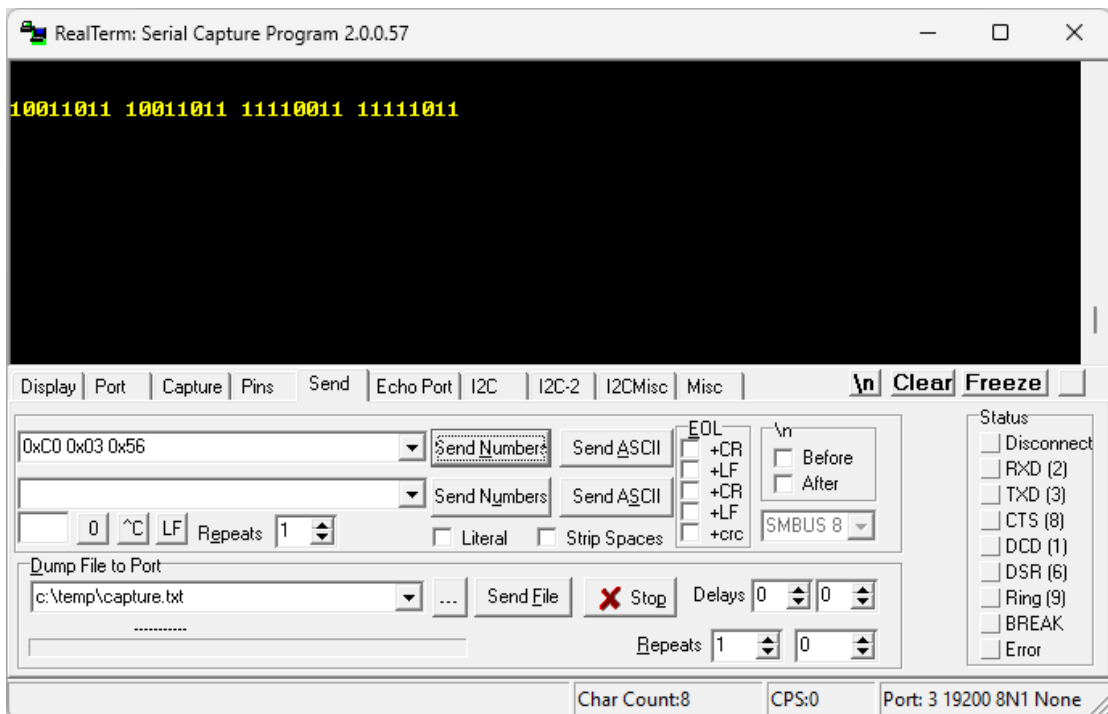 RealTerm: Serial Capture Program 2.0.0.57
10011011 10011011 11110011 11111011
Display Port Capture Pins Send Echo Port I2C I2C-2 I2CMisc Misc \n Clear Freeze
0xC0 0x03 0x56 Send Numbers Send ASCII
Send Numbers Send ASCII
0 ^C LF Repeats 1 Literal Strip Spaces
EOL
+CR
+LF
+CR
+LF
+crc
\n
Before
After
SMBUS 8
Dump File to Port
c:\temp\capture.txt ... Send File Stop Delays 0 0
-----------
Repeats 1 0
Status
Disconnect
RXD (2)
TXD (3)
CTS (8)
DCD (1)
DSR (6)
Ring (9)
BREAK
Error
Char Count:8 CPS:0 Port: 3 19200 8N1 None